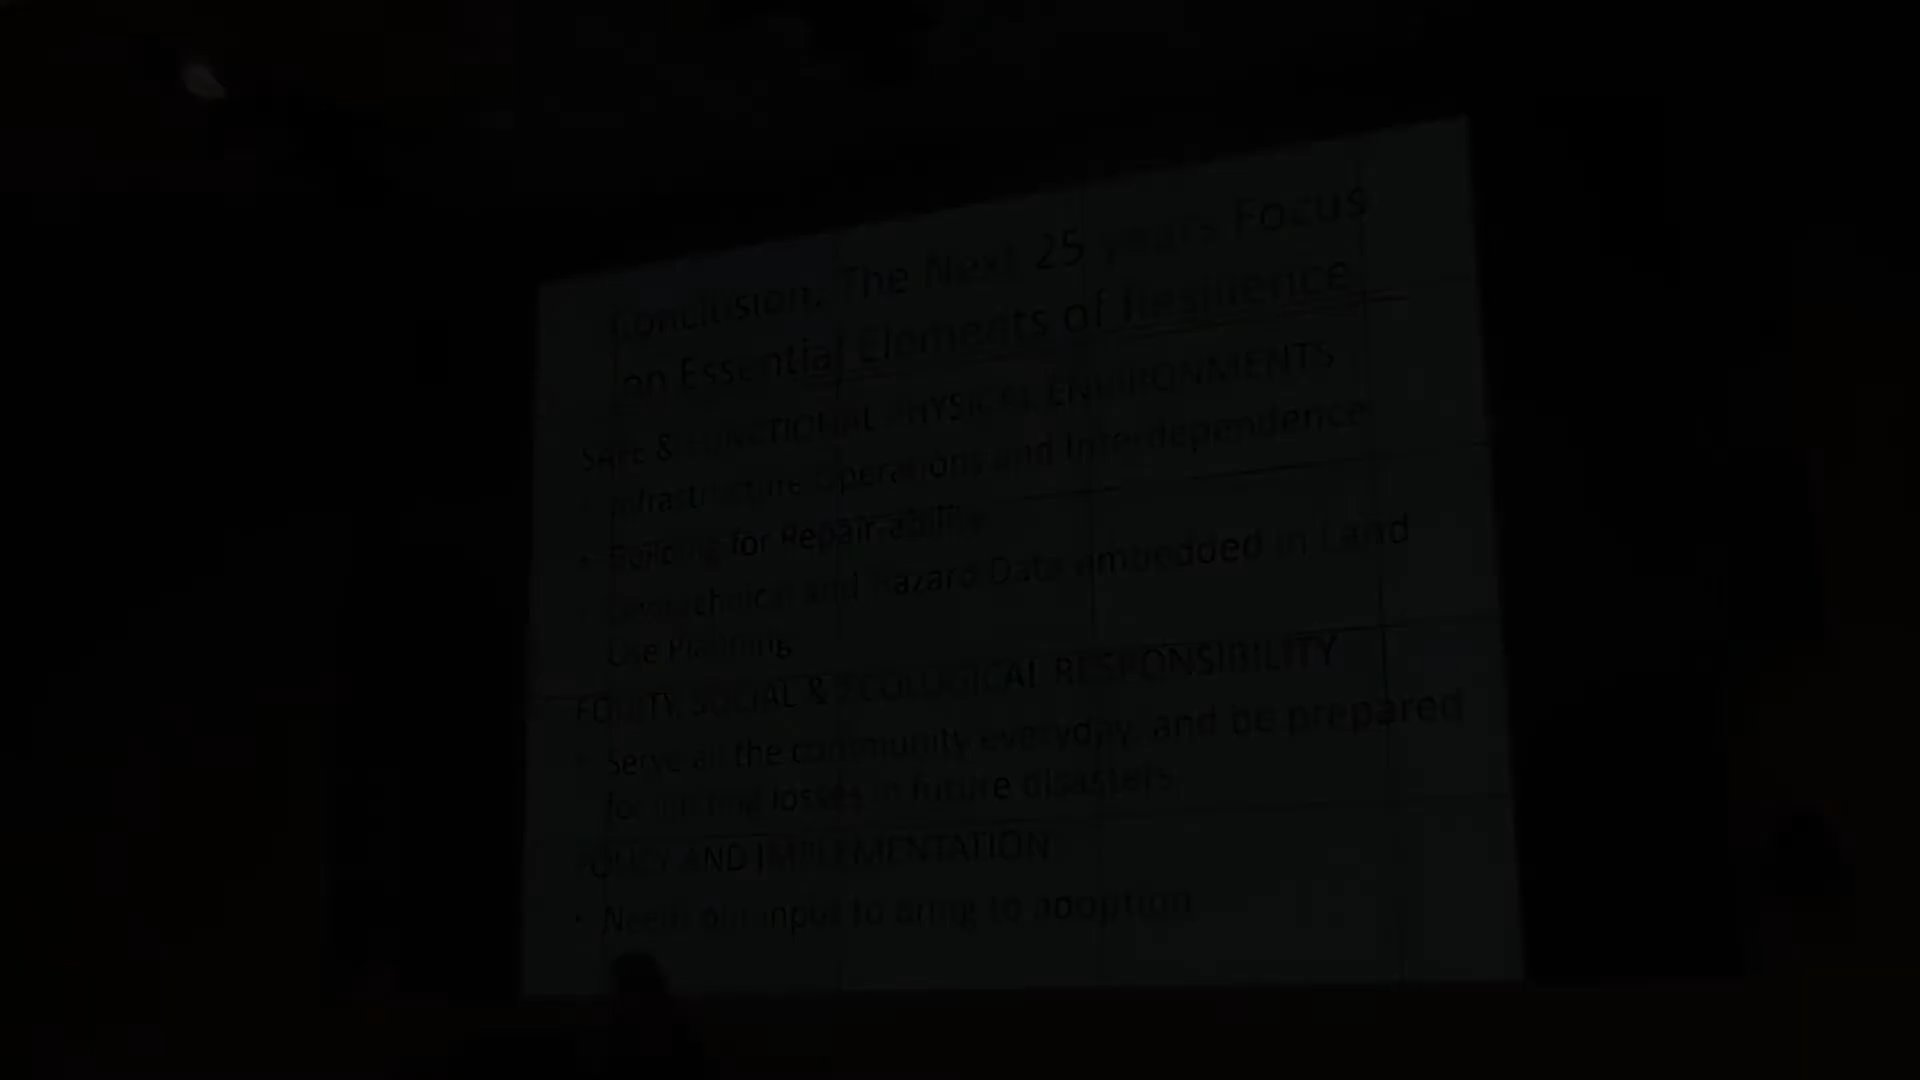 Conclusion, The Next 25 years Focus
on Essential Elements of Resilience
SAFE & FUNCTIONAL PHYSICAL ENVIRONMENTS
• Infrastructure Operations and Interdependence
• Building for Repair-ability
• Geotechnical and Hazard Data embedded in Land
Use Planning
EQUITY, SOCIAL & ECOLOGICAL RESPONSIBILITY
• Serve all the community everyday, and be prepared
for limiting losses in future disasters
POLICY AND IMPLEMENTATION
• Needs our input to bring to adoption